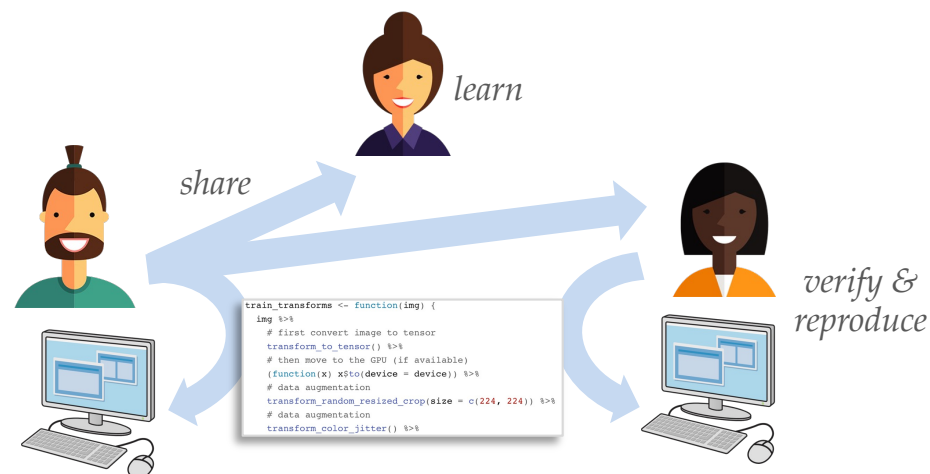 learn
share
verify &
reproduce
train_transforms <- function(img) {
  img %>%
    # first convert image to tensor
    transform_to_tensor() %>%
    # then move to the GPU (if available)
    (function(x) x$to(device = device)) %>%
    # data augmentation
    transform_random_resized_crop(size = c(224, 224)) %>%
    # data augmentation
    transform_color_jitter() %>%